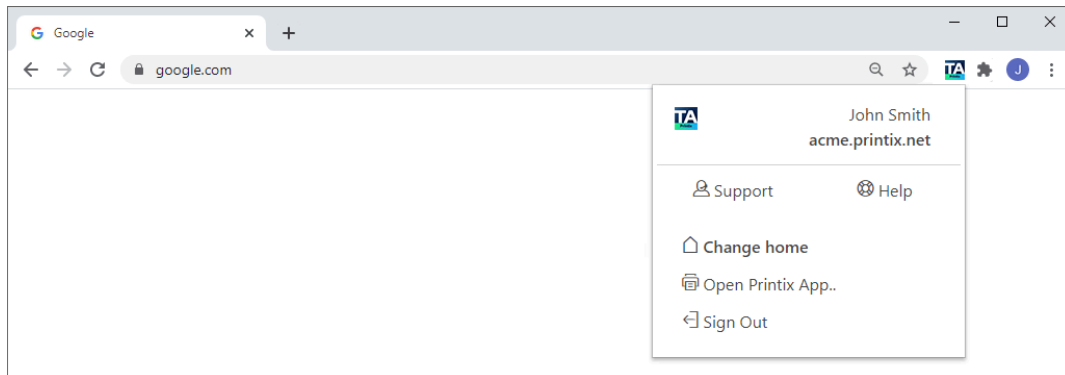 Google
google.com
TA
J
TA
John Smith
acme.printix.net
Support Help
Change home
Open Printix App..
Sign Out